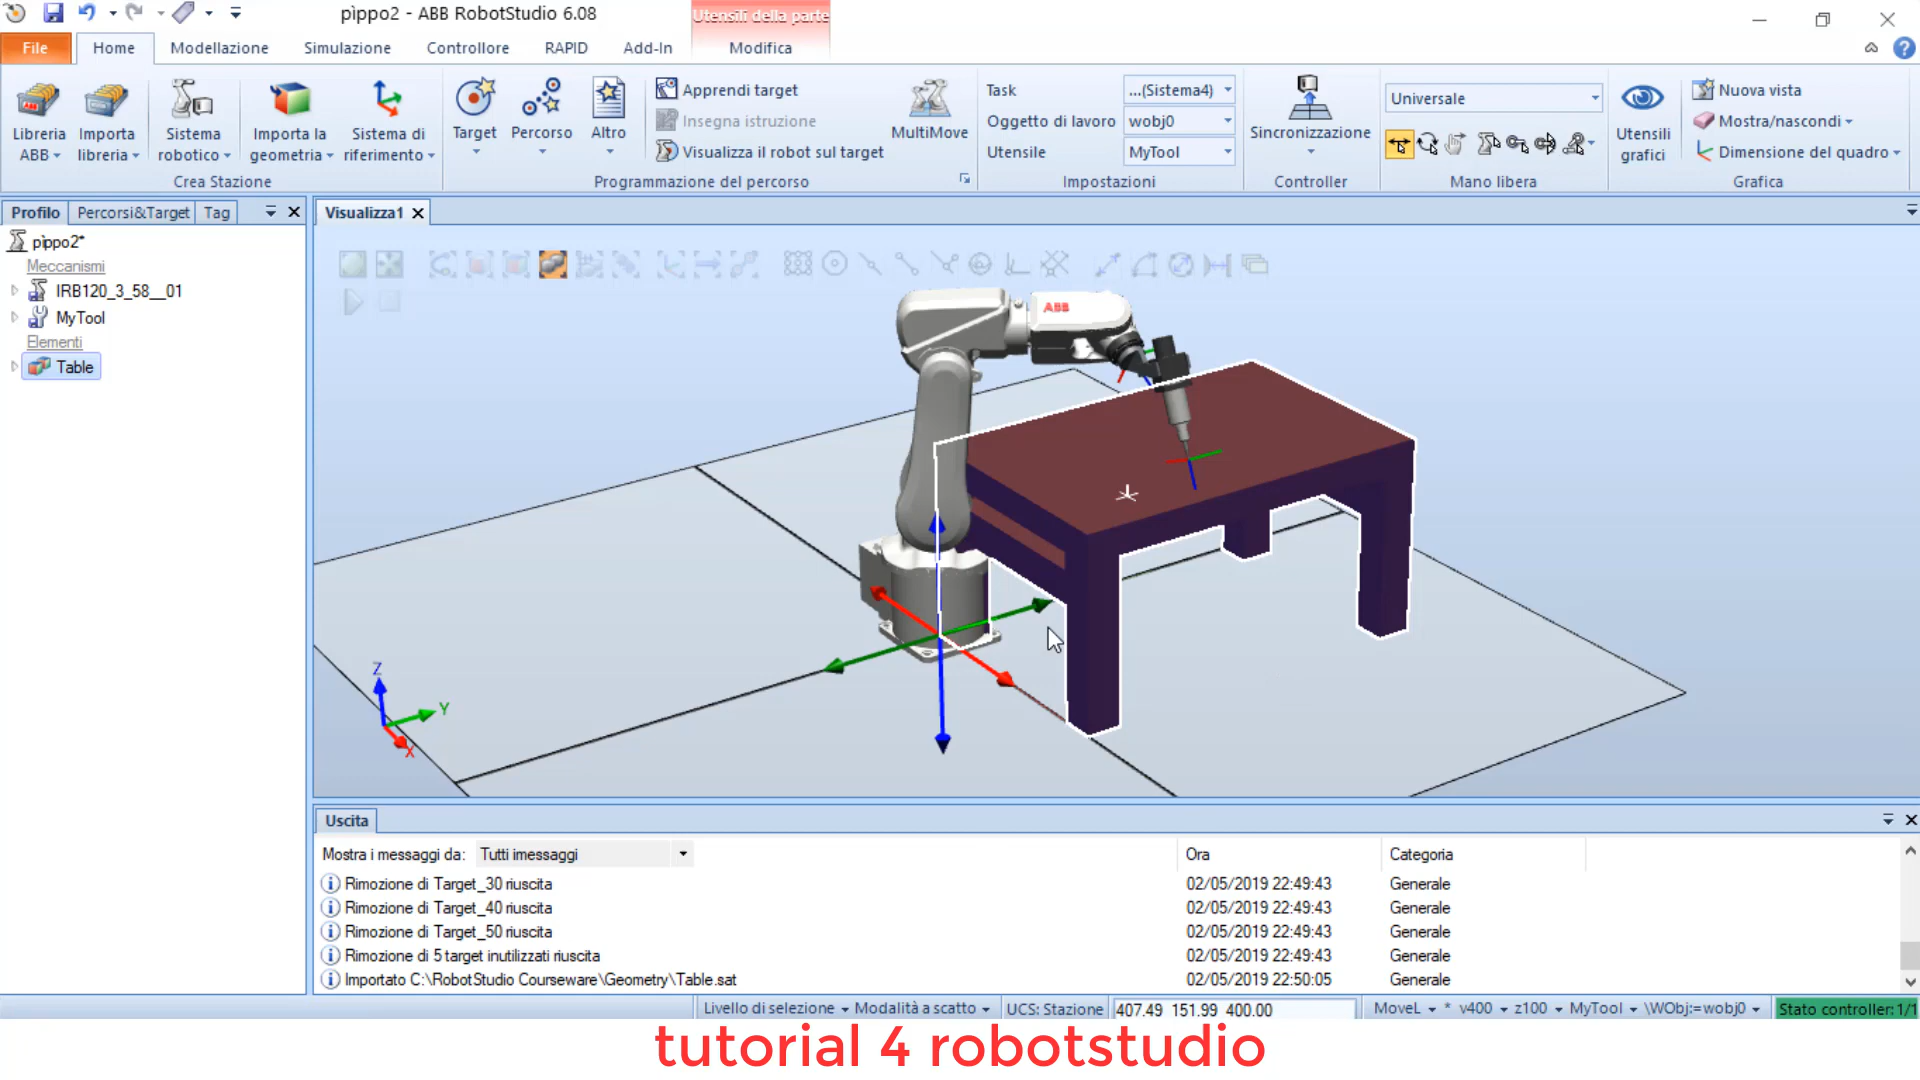 pìppo2 - ABB RobotStudio 6.08
Utensili della parte
File Home Modellazione Simulazione Controllore RAPID Add-In Modifica
Libreria ABB
Importa libreria
Sistema robotico
Importa la geometria
Sistema di riferimento
Crea Stazione
Target
Percorso
Altro
Apprendi target
Insegna istruzione
Visualizza il robot sul target
MultiMove
Programmazione del percorso
Task ...(Sistema4)
Oggetto di lavoro wobj0
Utensile MyTool
Impostazioni
Sincronizzazione
Controller
Universale
Mano libera
Utensili grafici
Nuova vista
Mostra/nascondi
Dimensione del quadro
Grafica
Profilo Percorsi&Target Tag
Visualizza1
pìppo2*
Meccanismi
IRB120_3_58__01
MyTool
Elementi
Table
ABB
Z
Y
X
Uscita
Mostra i messaggi da: Tutti imessaggi Ora Categoria
Rimozione di Target_30 riuscita 02/05/2019 22:49:43 Generale
Rimozione di Target_40 riuscita 02/05/2019 22:49:43 Generale
Rimozione di Target_50 riuscita 02/05/2019 22:49:43 Generale
Rimozione di 5 target inutilizzati riuscita 02/05/2019 22:49:43 Generale
Importato C:\RobotStudio Courseware\Geometry\Table.sat 02/05/2019 22:50:05 Generale
Livello di selezione Modalità a scatto UCS: Stazione 407.49 151.99 400.00 MoveL * v400 z100 MyTool \WObj:=wobj0 Stato controller: 1/1
tutorial 4 robotstudio